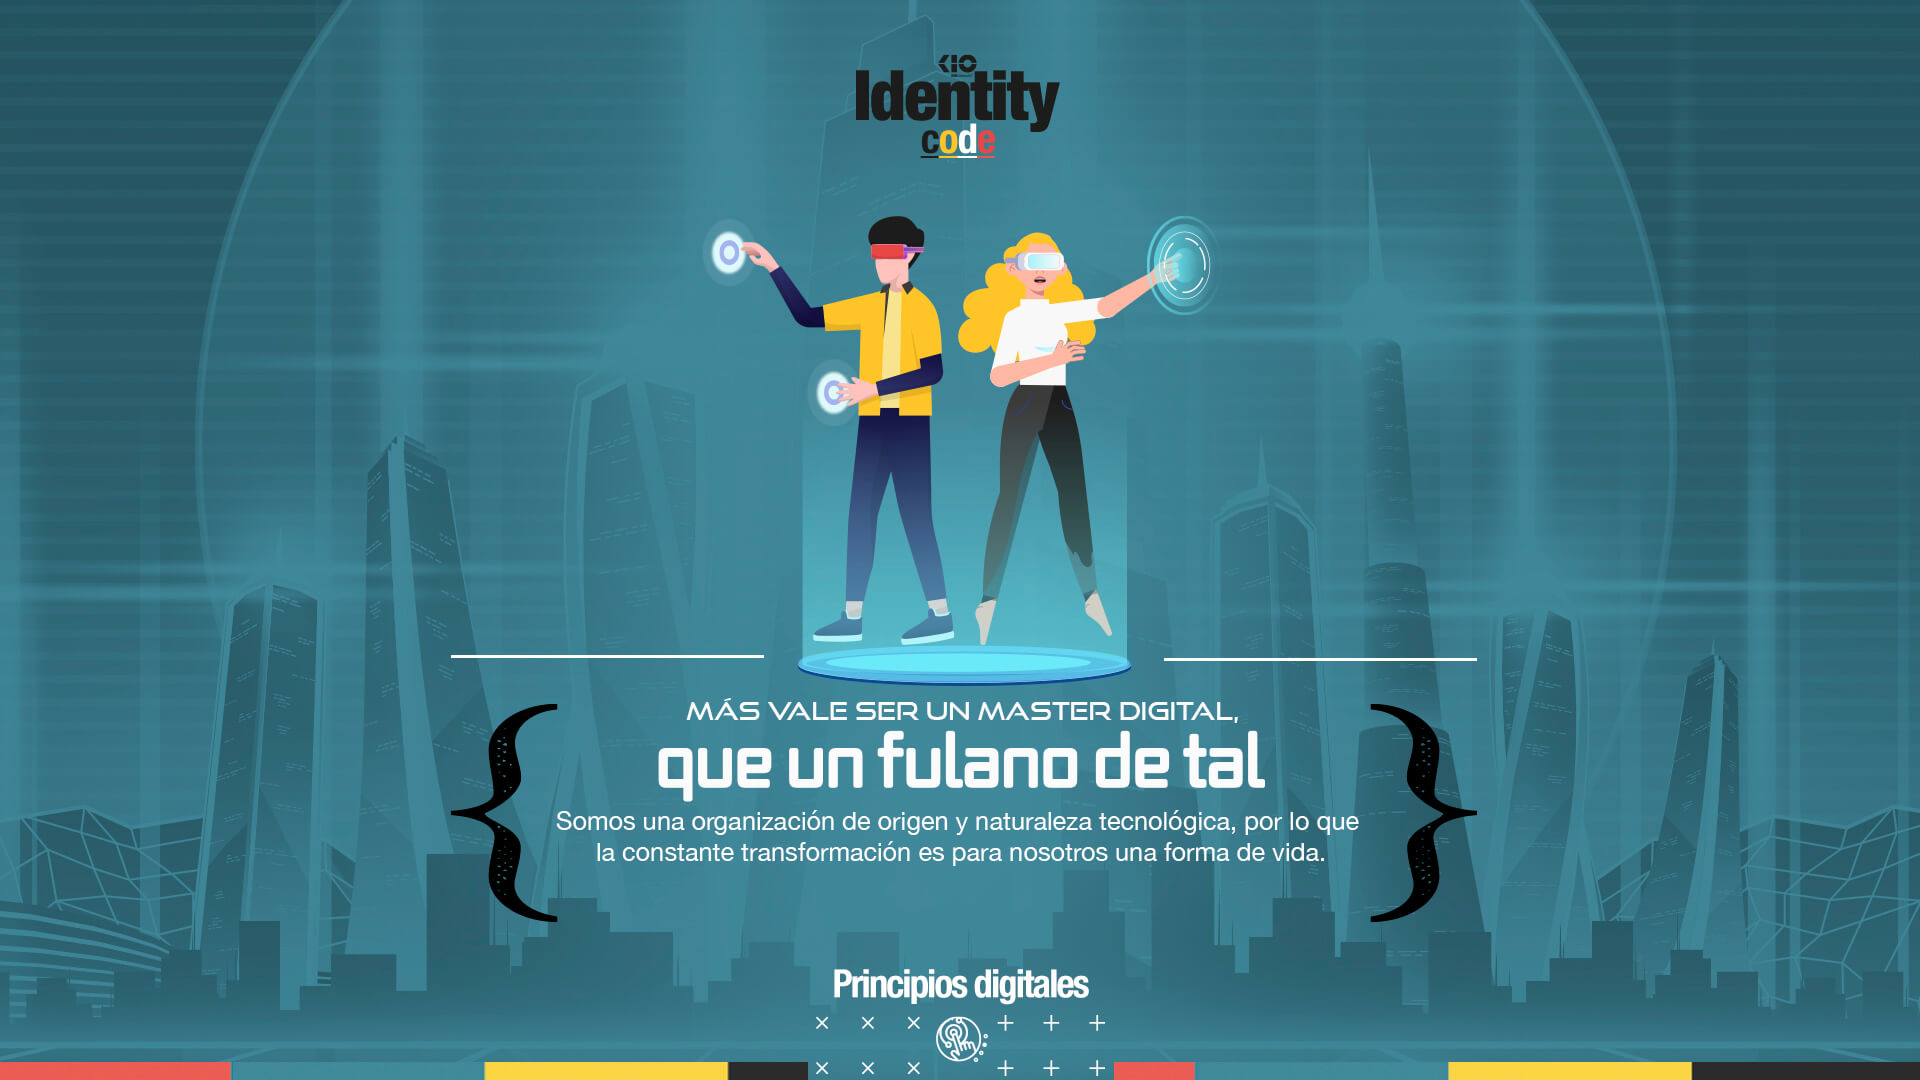 KIO
Identity
code
MÁS VALE SER UN MASTER DIGITAL,
que un fulano de tal
Somos una organización de origen y naturaleza tecnológica, por lo que
la constante transformación es para nosotros una forma de vida.
Principios digitales